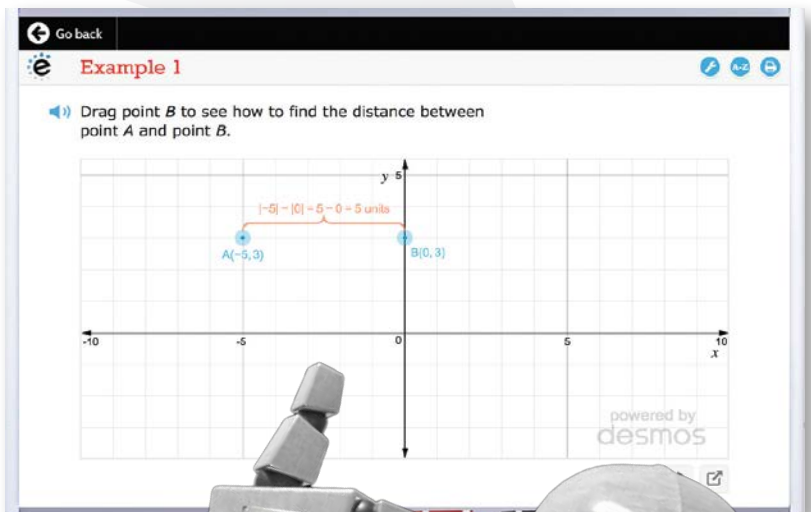 Go back
Example 1
A-Z
Drag point B to see how to find the distance between
point A and point B.
y 5
|−5| − |0| = 5 − 0 = 5 units
A(−5, 3)
B(0, 3)
-10 -5 0 5 10
x
powered by
desmos